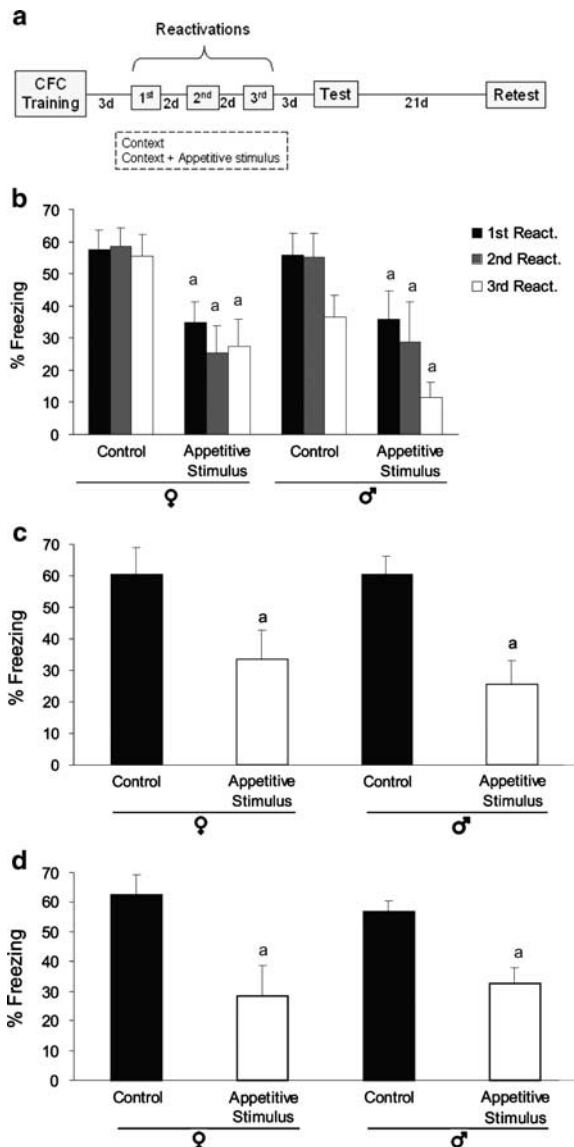 a
Reactivations
CFC
Training
3d
1st
2d
2nd
2d
3rd
3d
Test
21d
Retest
Context
Context + Appetitive stimulus
b
% Freezing
70
60
50
40
30
20
10
0
a
a
a
a
a
a
1st React.
2nd React.
3rd React.
Control
Appetitive
Stimulus
Control
Appetitive
Stimulus
♀
♂
c
% Freezing
70
60
50
40
30
20
10
0
a
a
Control
Appetitive
Stimulus
Control
Appetitive
Stimulus
♀
♂
d
% Freezing
70
60
50
40
30
20
10
0
a
a
Control
Appetitive
Stimulus
Control
Appetitive
Stimulus
♀
♂